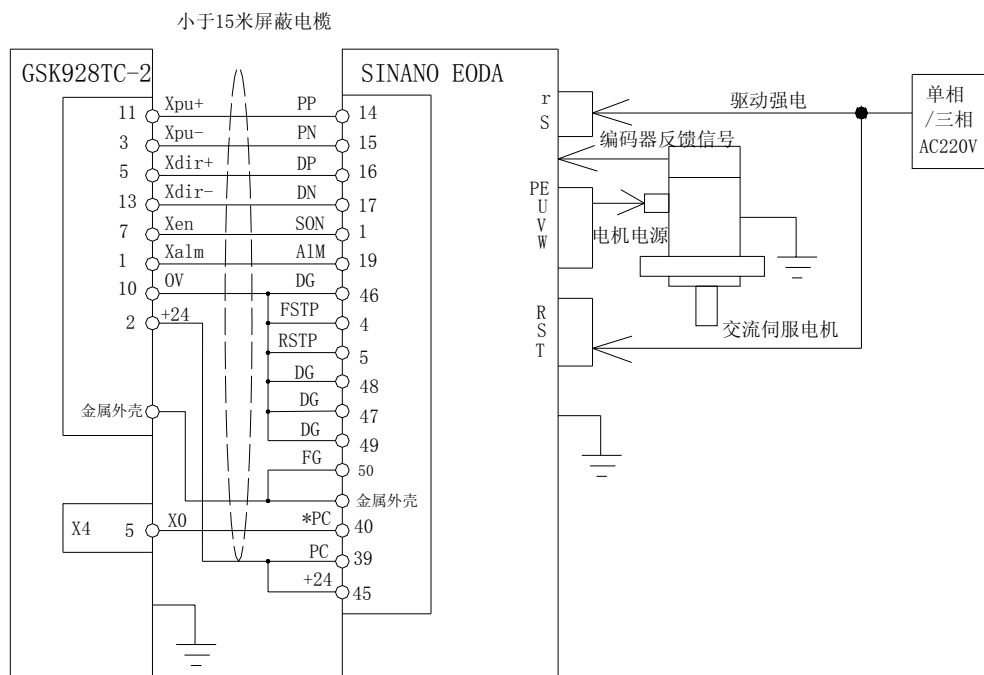 小于15米屏蔽电榄
GSK928TC-2
SINANO EODA
11 Xpu+ PP 14
3 Xpu- PN 15
5 Xdir+ DP 16
13 Xdir- DN 17
7 Xen SON 1
1 Xalm AlM 19
10 0V DG 46
2 +24 FSTP 4
RSTP 5
DG 48
DG 47
DG 49
FG 50
金属外壳
金属外壳
X4 5 X0 *PC 40
PC 39
+24 45
r
S
驱动强电
编码器反馈信号
PE
U
V
W
电机电源
R
S
T
交流伺服电机
单相
/三相
AC220V